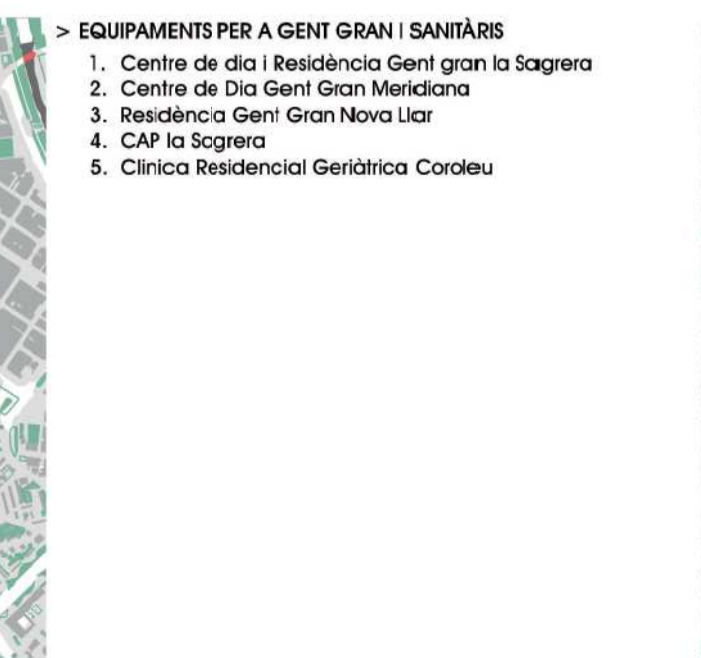 > EQUIPAMENTS PER A GENT GRAN I SANITÀRIS
1. Centre de dia i Residència Gent gran la Sagrera
2. Centre de Dia Gent Gran Meridiana
3. Residència Gent Gran Nova Llar
4. CAP la Sagrera
5. Clinica Residencial Geriàtrica Coroleu